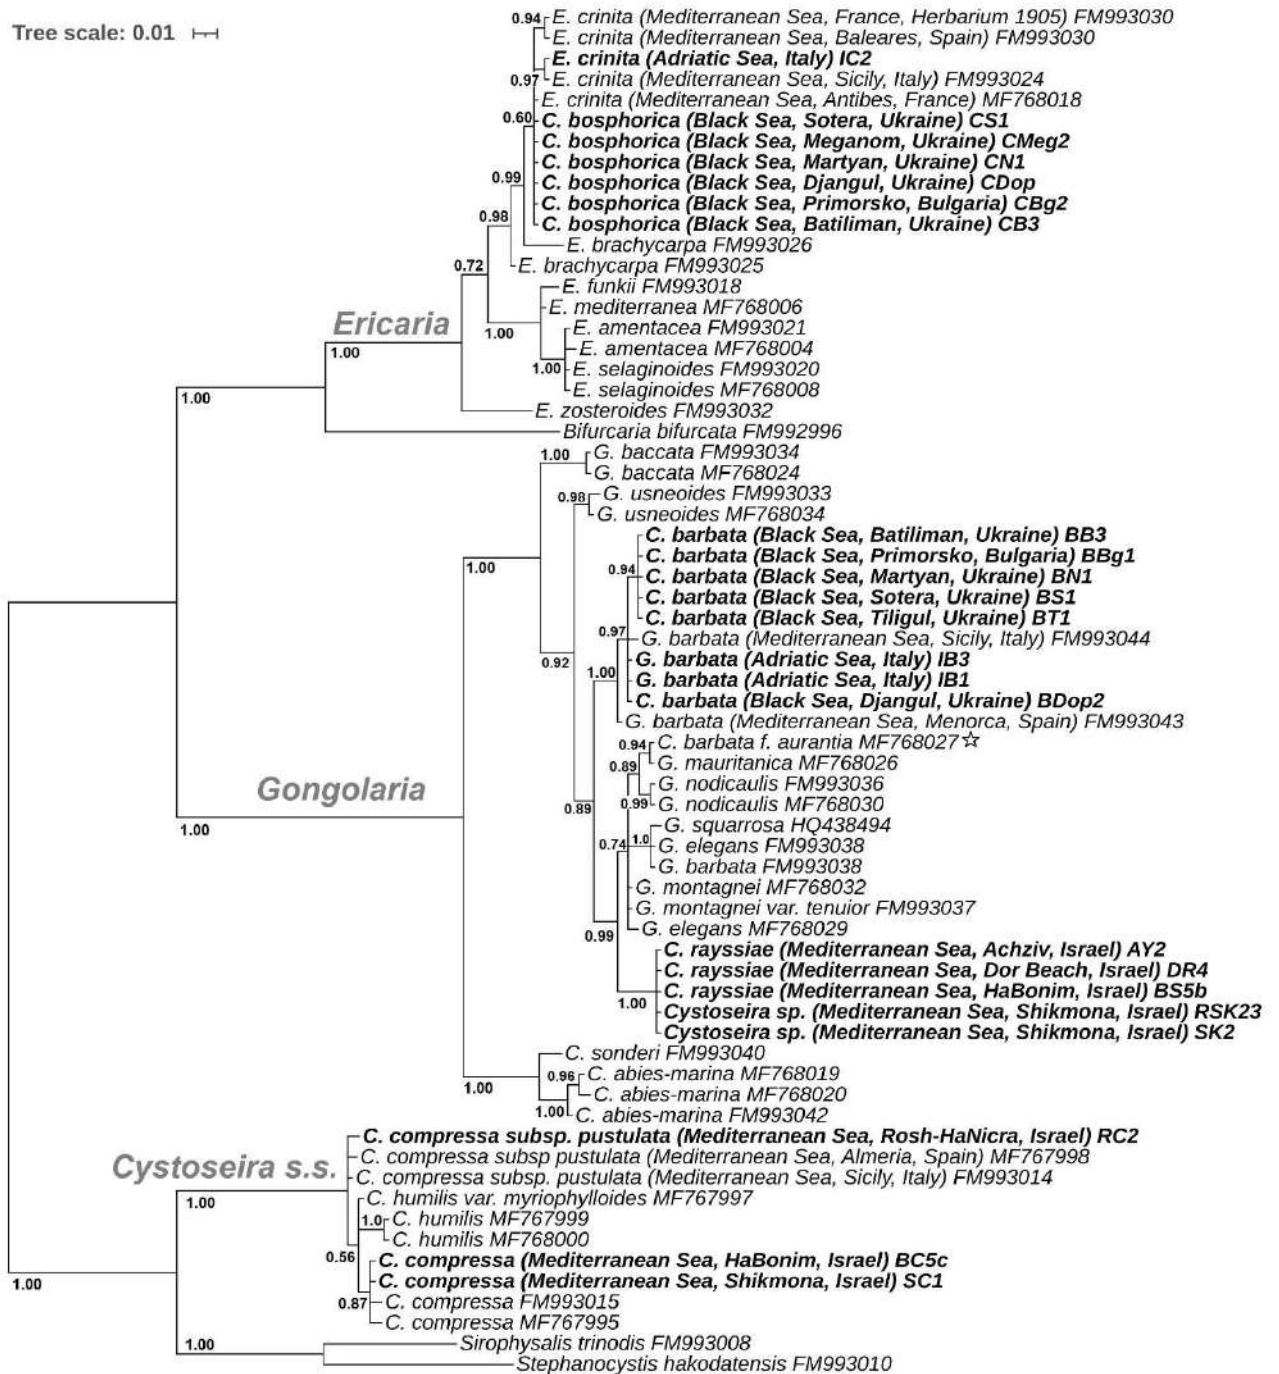 Tree scale: 0.01
0.94
E. crinita (Mediterranean Sea, France, Herbarium 1905) FM993030
E. crinita (Mediterranean Sea, Baleares, Spain) FM993030
E. crinita (Adriatic Sea, Italy) IC2
0.97
E. crinita (Mediterranean Sea, Sicily, Italy) FM993024
E. crinita (Mediterranean Sea, Antibes, France) MF768018
0.60
C. bosphorica (Black Sea, Sotera, Ukraine) CS1
C. bosphorica (Black Sea, Meganom, Ukraine) CMeg2
C. bosphorica (Black Sea, Martyan, Ukraine) CN1
0.99
C. bosphorica (Black Sea, Djangul, Ukraine) CDop
C. bosphorica (Black Sea, Primorsko, Bulgaria) CBg2
0.98
C. bosphorica (Black Sea, Batiliman, Ukraine) CB3
E. brachycarpa FM993026
0.72
E. brachycarpa FM993025
E. funkii FM993018
E. mediterranea MF768006
Ericaria
E. amentacea FM993021
1.00
E. amentacea MF768004
1.00
1.00
E. selaginoides FM993020
E. selaginoides MF768008
1.00
E. zosteroides FM993032
Bifurcaria bifurcata FM992996
1.00
G. baccata FM993034
G. baccata MF768024
0.98
G. usneoides FM993033
G. usneoides MF768034
C. barbata (Black Sea, Batiliman, Ukraine) BB3
C. barbata (Black Sea, Primorsko, Bulgaria) BBg1
1.00
0.94
C. barbata (Black Sea, Martyan, Ukraine) BN1
C. barbata (Black Sea, Sotera, Ukraine) BS1
C. barbata (Black Sea, Tiligul, Ukraine) BT1
0.97
G. barbata (Mediterranean Sea, Sicily, Italy) FM993044
0.92
G. barbata (Adriatic Sea, Italy) IB3
1.00
G. barbata (Adriatic Sea, Italy) IB1
C. barbata (Black Sea, Djangul, Ukraine) BDop2
G. barbata (Mediterranean Sea, Menorca, Spain) FM993043
0.94
C. barbata f. aurantia MF768027☆
0.89
G. mauritanica MF768026
G. nodicaulis FM993036
Gongolaria
0.99
G. nodicaulis MF768030
0.89
G. squarrosa HQ438494
1.00
0.74
1.0
G. elegans FM993038
G. barbata FM993038
G. montagnei MF768032
G. montagnei var. tenuior FM993037
G. elegans MF768029
0.99
C. rayssiae (Mediterranean Sea, Achziv, Israel) AY2
C. rayssiae (Mediterranean Sea, Dor Beach, Israel) DR4
C. rayssiae (Mediterranean Sea, HaBonim, Israel) BS5b
1.00
Cystoseira sp. (Mediterranean Sea, Shikmona, Israel) RSK23
Cystoseira sp. (Mediterranean Sea, Shikmona, Israel) SK2
C. sonderi FM993040
0.96
C. abies-marina MF768019
1.00
C. abies-marina MF768020
1.00
C. abies-marina FM993042
C. compressa subsp. pustulata (Mediterranean Sea, Rosh-HaNicra, Israel) RC2
C. compressa subsp pustulata (Mediterranean Sea, Almeria, Spain) MF767998
Cystoseira s.s.
C. compressa subsp. pustulata (Mediterranean Sea, Sicily, Italy) FM993014
1.00
C. humilis var. myriophylloides MF767997
1.0
C. humilis MF767999
C. humilis MF768000
0.56
C. compressa (Mediterranean Sea, HaBonim, Israel) BC5c
1.00
C. compressa (Mediterranean Sea, Shikmona, Israel) SC1
0.87
C. compressa FM993015
C. compressa MF767995
1.00
Sirophysalis trinodis FM993008
Stephanocystis hakodatensis FM993010